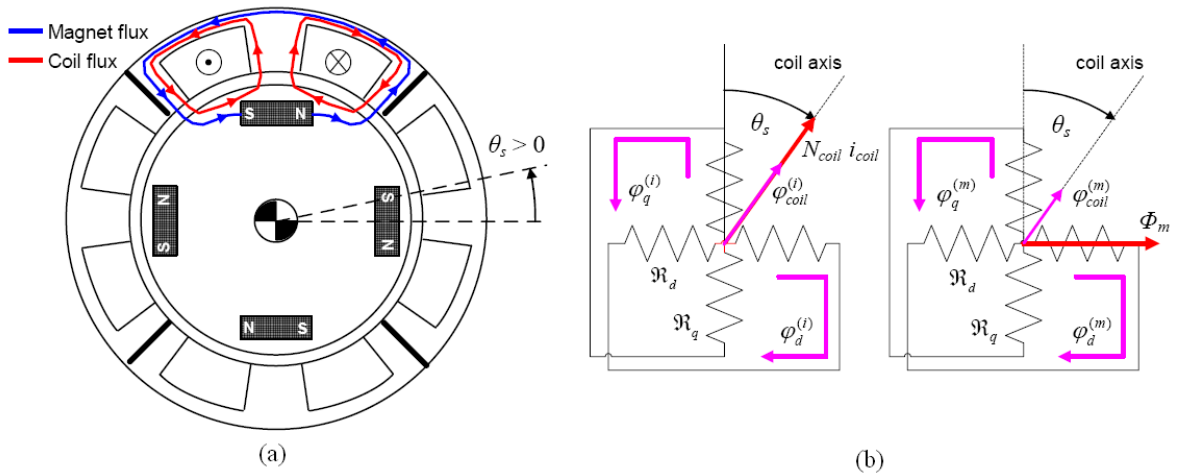 Magnet flux
Coil flux
S N
θs > 0
N
S
S
N
N S
(a)
coil axis
θs
Ncoil icoil
φq(i)
φcoil(i)
ℜd
ℜq
φd(i)
coil axis
θs
φq(m)
φcoil(m)
Φm
ℜd
ℜq
φd(m)
(b)